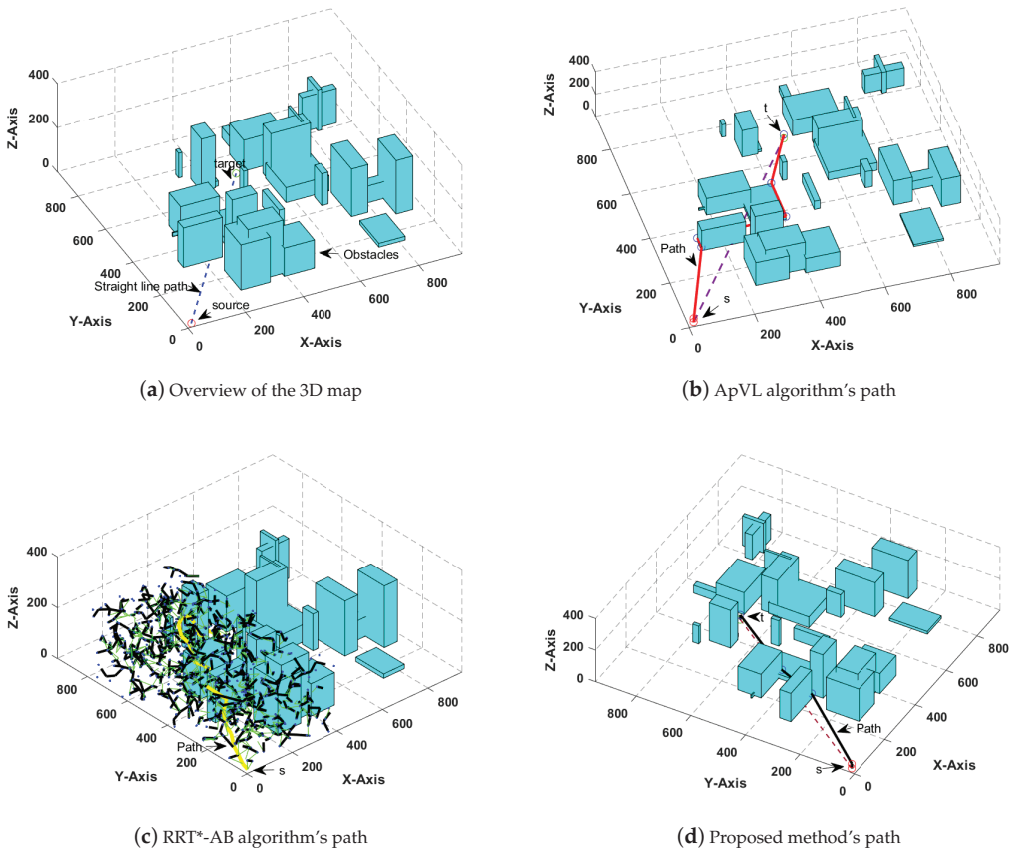 400
200
0
Z-Axis
800
600
400
200
0
Y-Axis
0
200
400
600
800
X-Axis
target
Straight line path
source
Obstacles
(a) Overview of the 3D map
400
200
0
Z-Axis
800
600
400
200
0
Y-Axis
0
200
400
600
800
X-Axis
t
Path
s
(b) ApVL algorithm's path
400
200
0
Z-Axis
800
600
400
200
0
Y-Axis
0
200
400
600
800
X-Axis
Path
s
(c) RRT*-AB algorithm's path
400
200
0
Z-Axis
800
600
400
200
0
Y-Axis
0
200
400
600
800
X-Axis
t
Path
s
(d) Proposed method's path